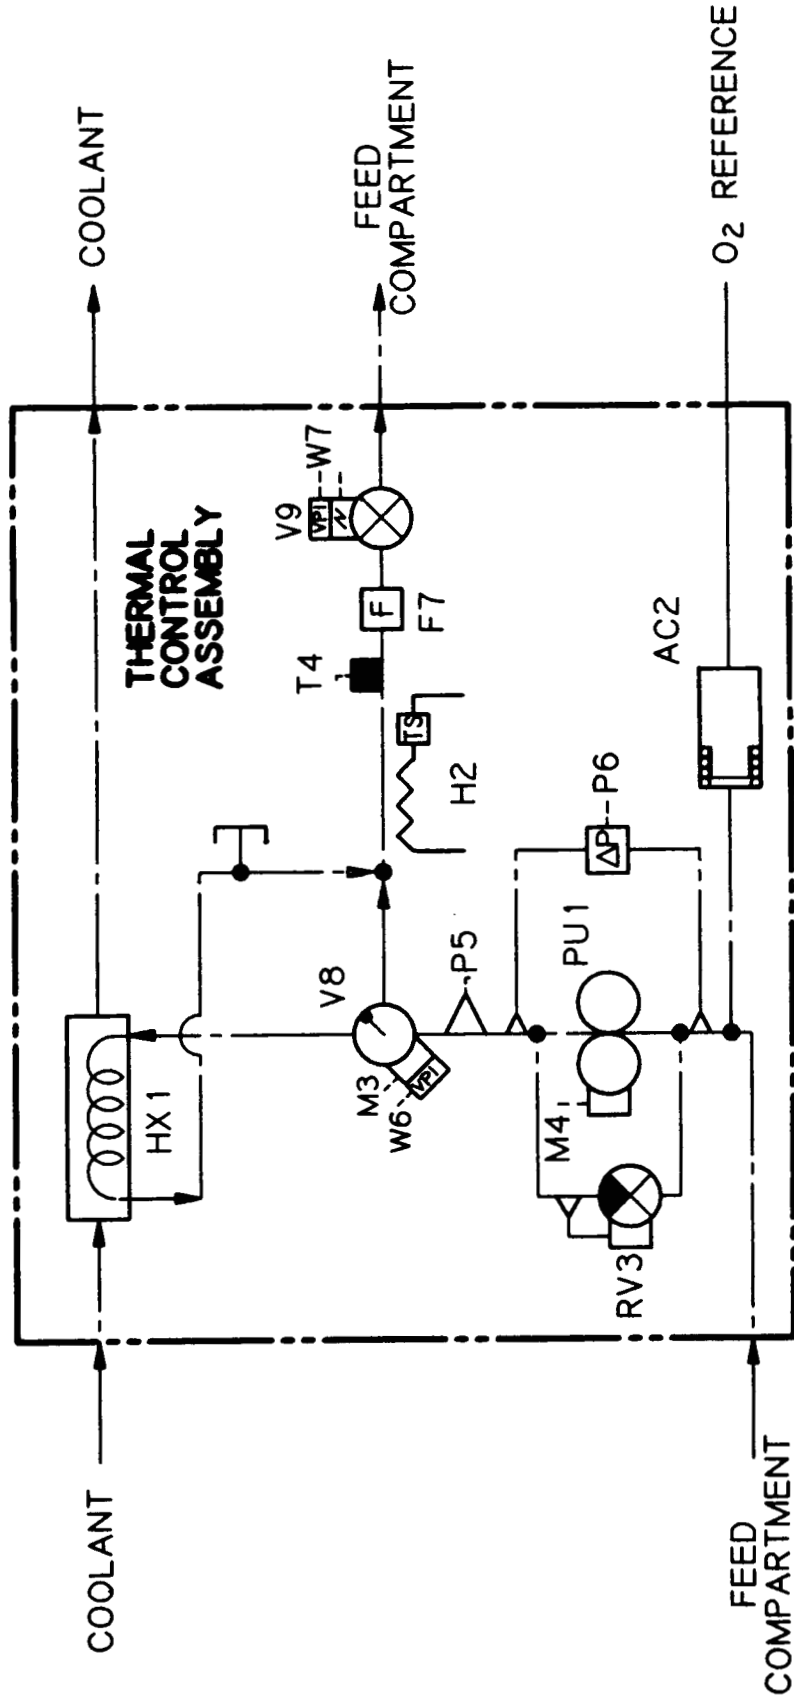 COOLANT
FEED
COMPARTMENT
O2 REFERENCE
THERMAL
CONTROL
ASSEMBLY
V9
W7
VPI
N
F
F7
T4
TS
H2
AC2
P6
ΔP
PU1
P5
V8
M3
W6
VPI
M4
RV3
HX1
COOLANT
FEED
COMPARTMENT